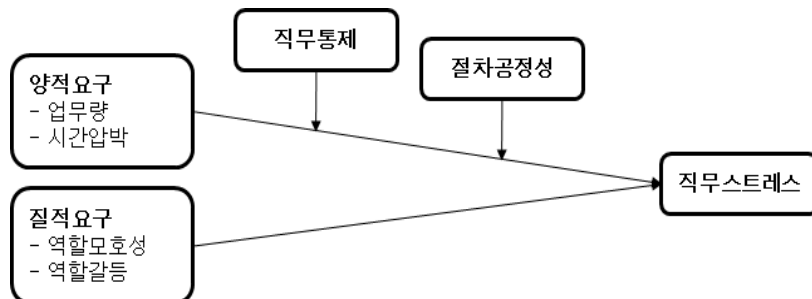 직무통제
절차공정성
양적요구
- 업무량
- 시간압박
직무스트레스
질적요구
- 역할모호성
- 역할갈등